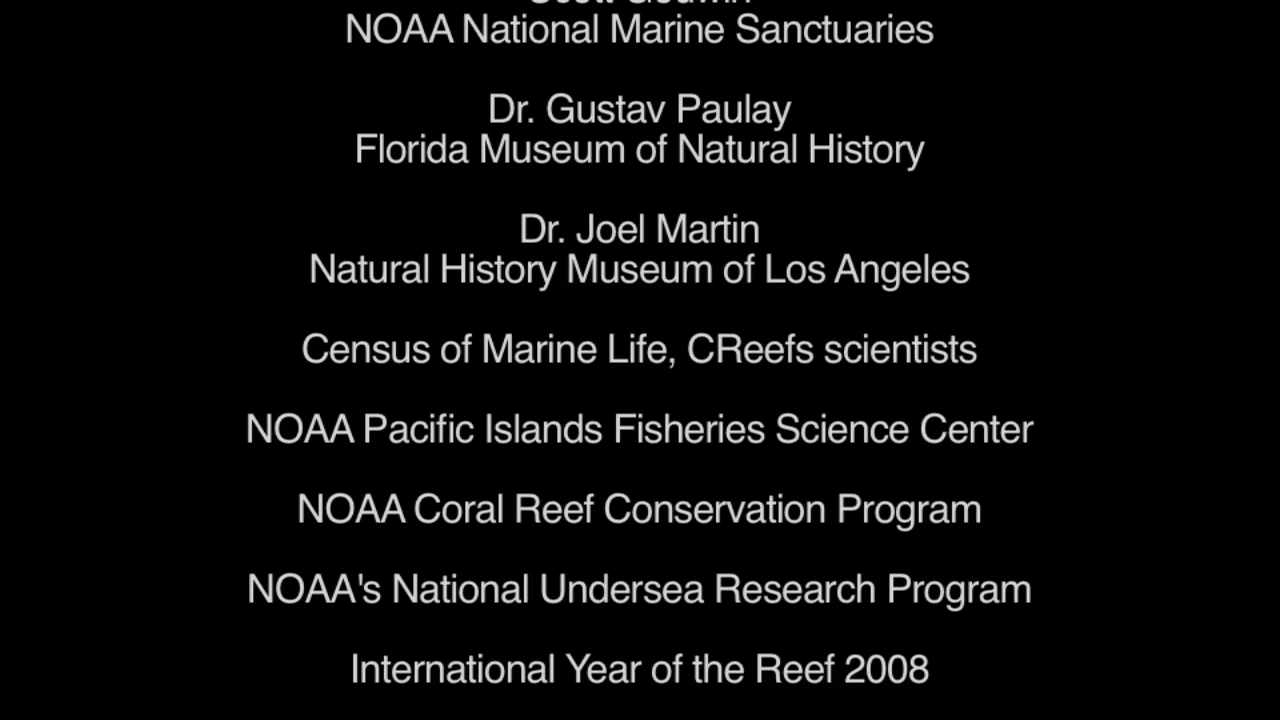 NOAA National Marine Sanctuaries
Dr. Gustav Paulay
Florida Museum of Natural History
Dr. Joel Martin
Natural History Museum of Los Angeles
Census of Marine Life, CReefs scientists
NOAA Pacific Islands Fisheries Science Center
NOAA Coral Reef Conservation Program
NOAA's National Undersea Research Program
International Year of the Reef 2008